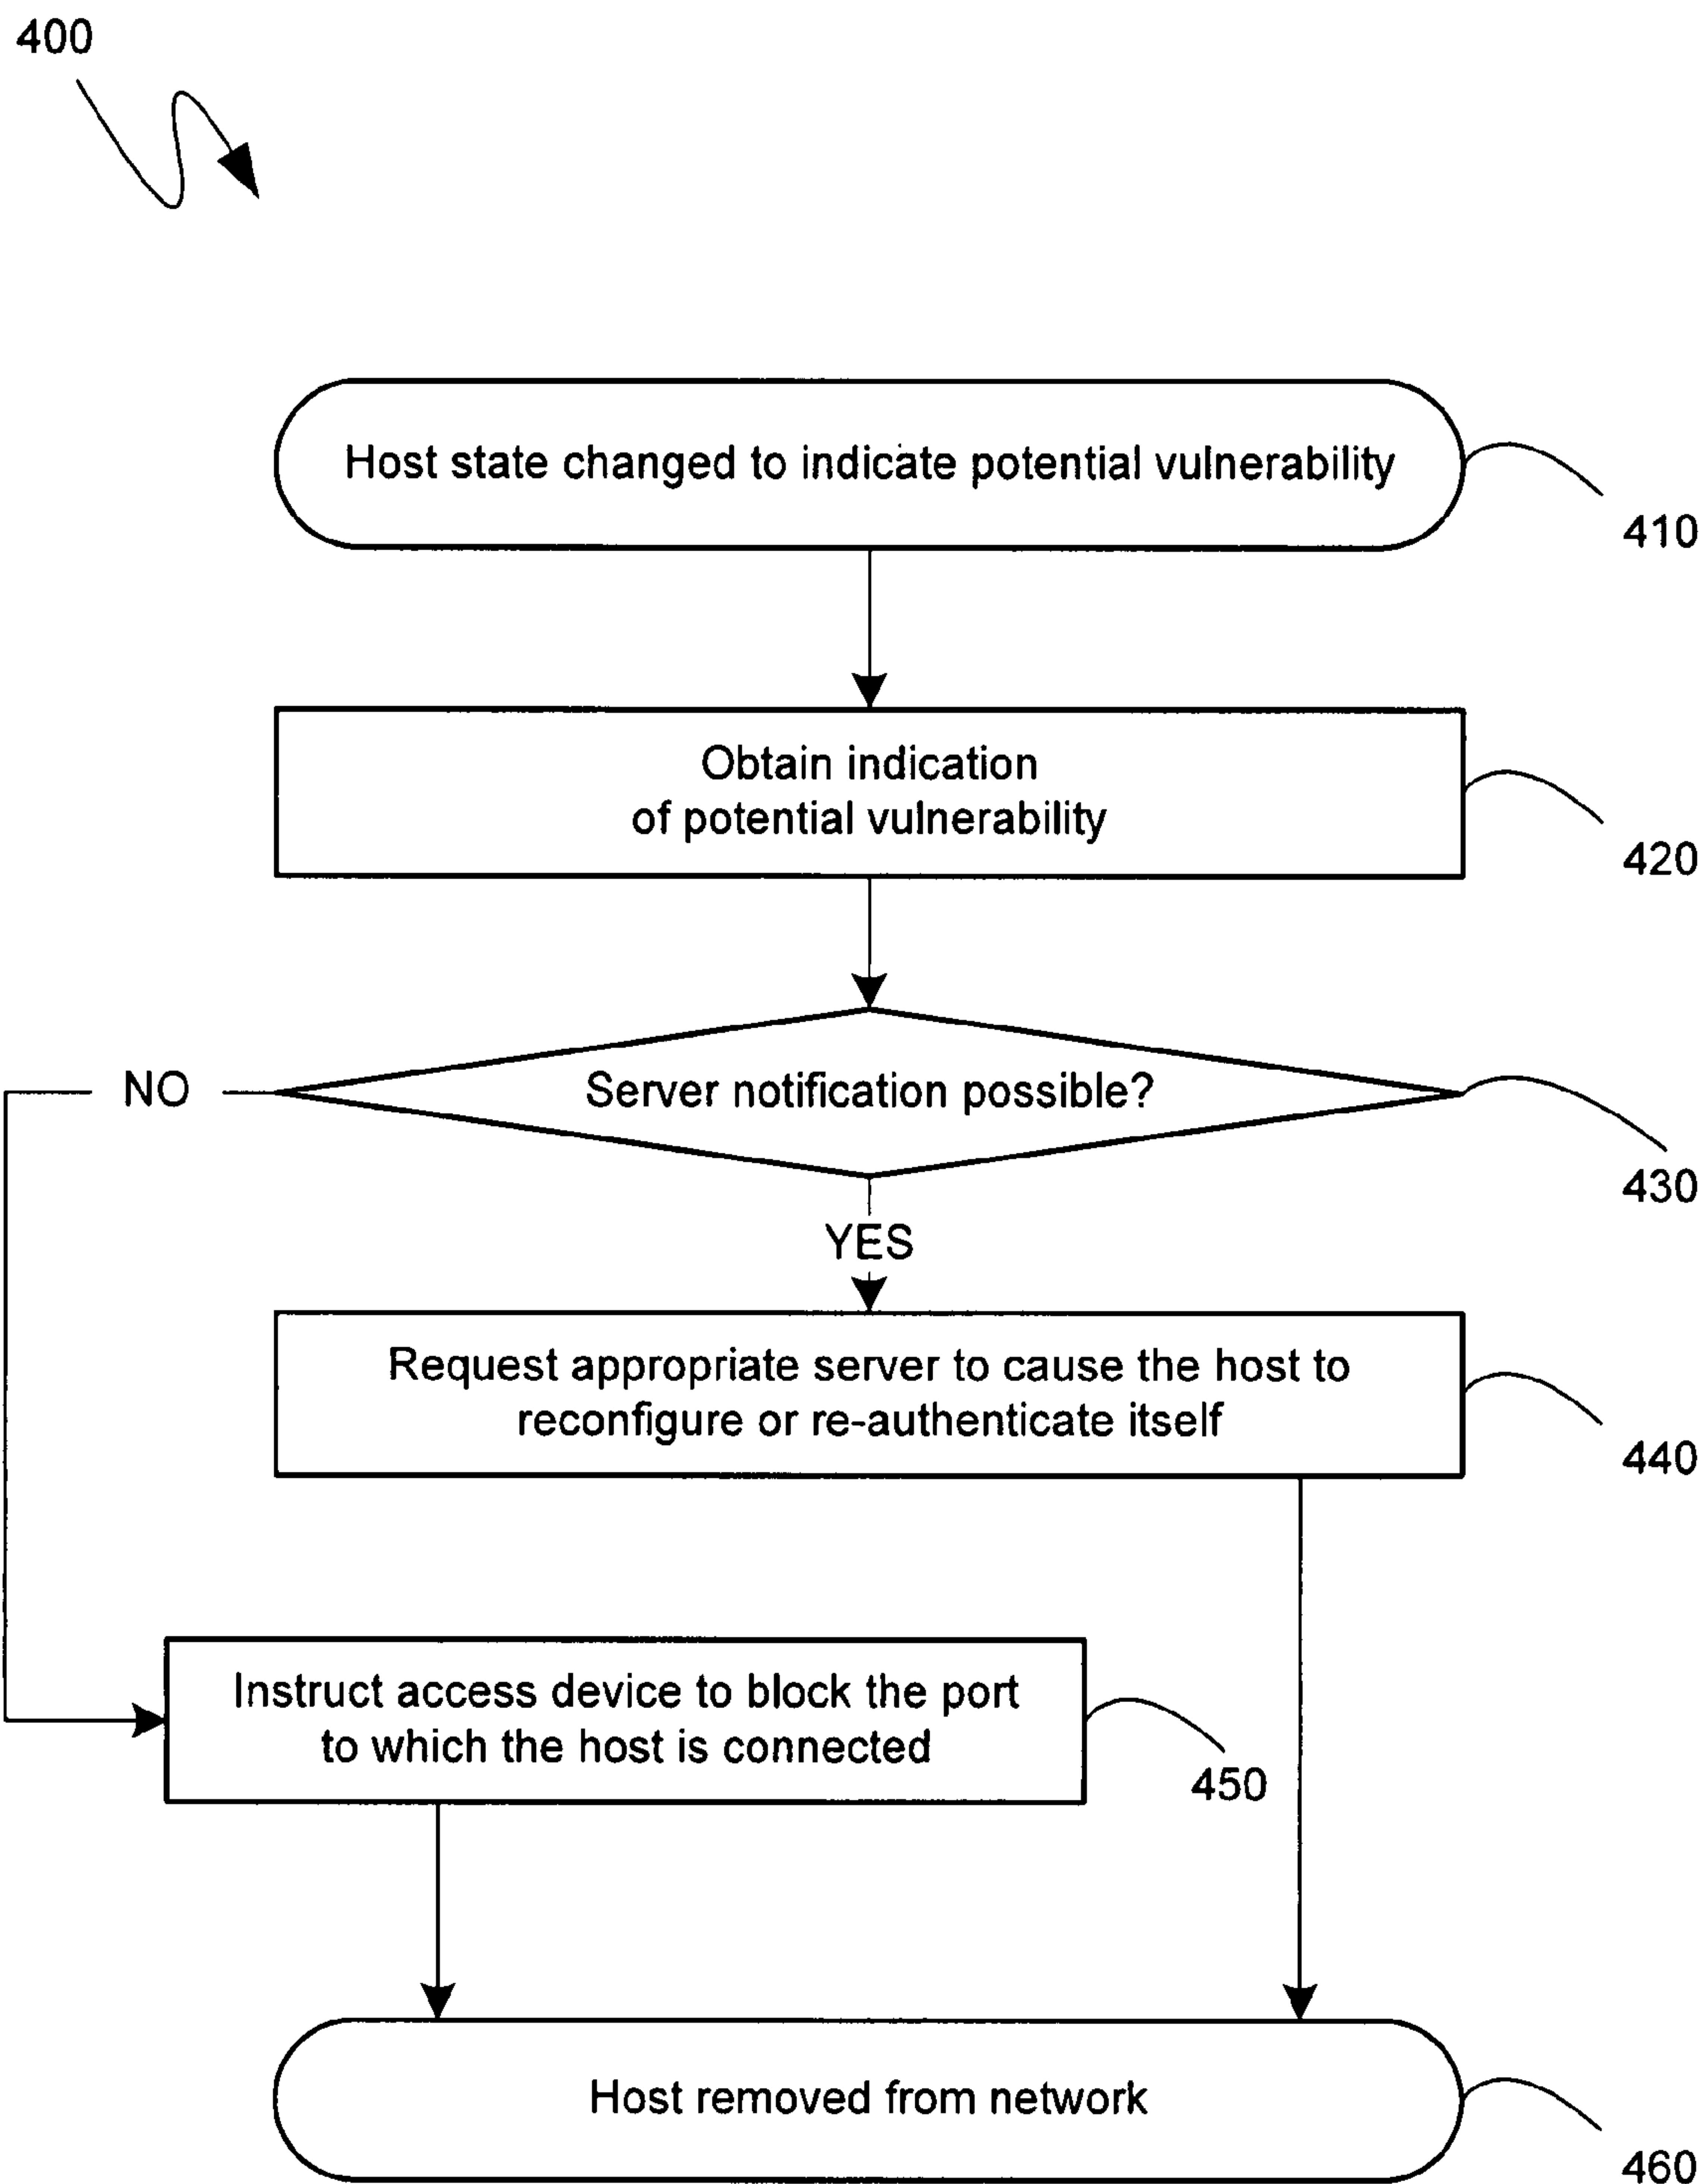 400
Host state changed to indicate potential vulnerability
410
Obtain indication
of potential vulnerability
420
Server notification possible?
NO
430
YES
Request appropriate server to cause the host to
reconfigure or re-authenticate itself
440
Instruct access device to block the port
to which the host is connected
450
Host removed from network
460